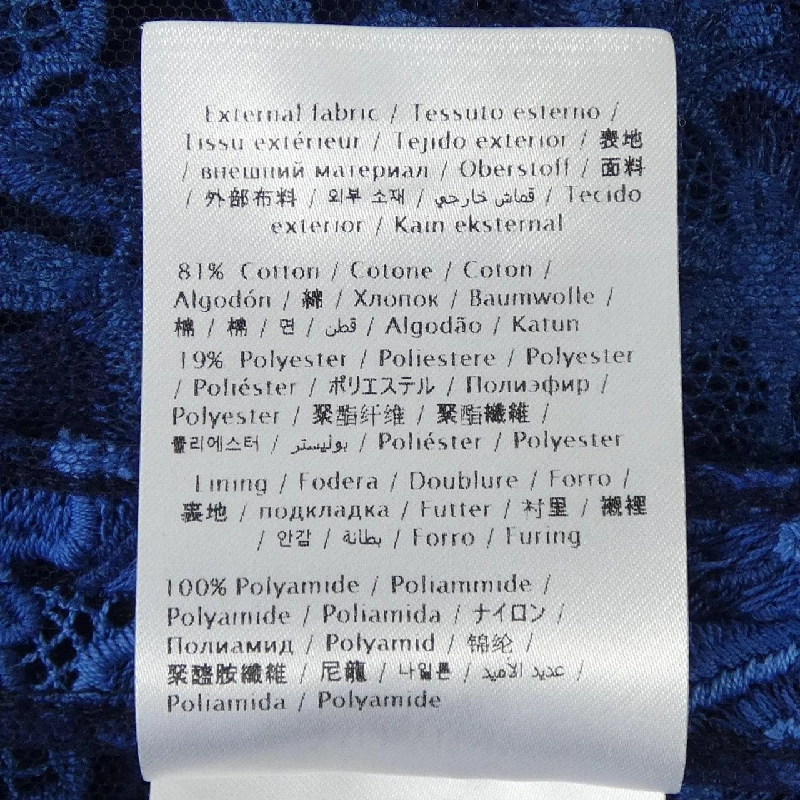 External fabric / Tessuto esterno /
Tissu extérieur / Tejido exterior / 表地
/ внешний материал / Oberstoff / 面料
/ 外部布料 / 외부 소재 / قماش خارجي / Tecido
exterior / Kain eksternal
81% Cotton / Cotone / Coton /
Algodón / 綿 / Хлопок / Baumwolle /
棉 / 棉 / 면 / قطن / Algodão / Katun
19% Polyester / Poliestere / Polyester
/ Poliéster / ポリエステル / Полиэфир /
Polyester / 聚酯纤维 / 聚酯纖維 /
폴리에스터 / بوليستر / Poliéster / Polyester
Lining / Fodera / Doublure / Forro /
裏地 / подкладка / Futter / 衬里 / 襯裡
/ 안감 / بطانة / Forro / Furing
100% Polyamide / Poliammide /
Polyamide / Poliamida / ナイロン /
Полиамид / Polyamid / 锦纶 /
聚醯胺纖維 / 尼龍 / 나일론 / عديد الأميد /
Poliamida / Polyamide